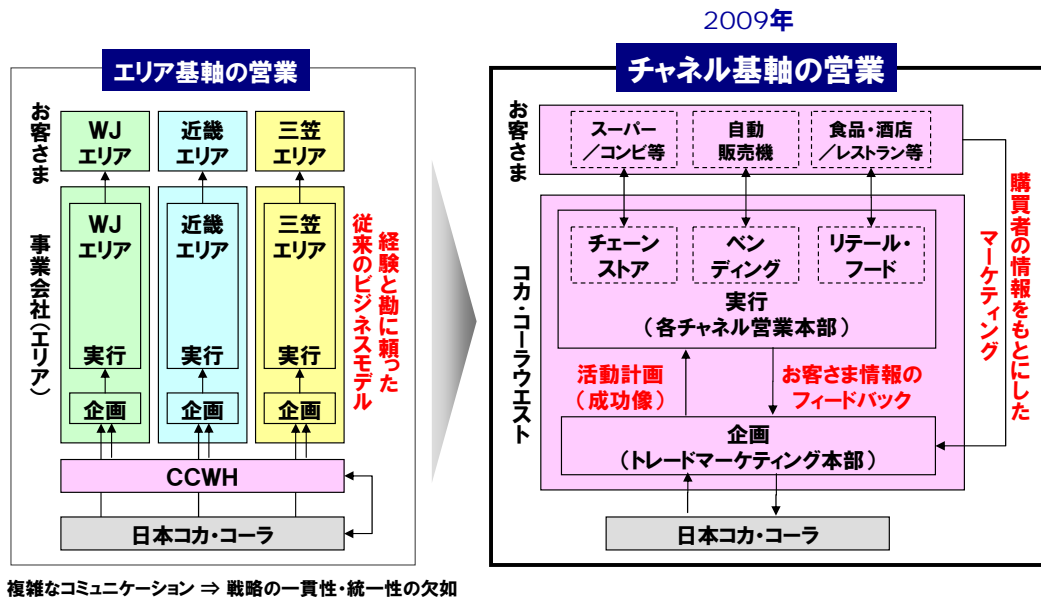 2009年
エリア基軸の営業
お客さま
WJ
エリア
近畿
エリア
三笠
エリア
事業会社(エリア)
WJ
エリア
近畿
エリア
三笠
エリア
実行
実行
実行
企画
企画
企画
経験と勘に頼った
従来のビジネスモデル
CCWH
日本コカ・コーラ
複雑なコミュニケーション ⇒ 戦略の一貫性・統一性の欠如
チャネル基軸の営業
お客さま
スーパー
/コンビ等
自動
販売機
食品・酒店
/レストラン等
コカ・コーラウエスト
チェーン
ストア
ベン
ディング
リテール・
フード
実行
(各チャネル営業本部)
活動計画
(成功像)
お客さま情報の
フィードバック
企画
(トレードマーケティング本部)
購買者の情報をもとにした
マーケティング
日本コカ・コーラ